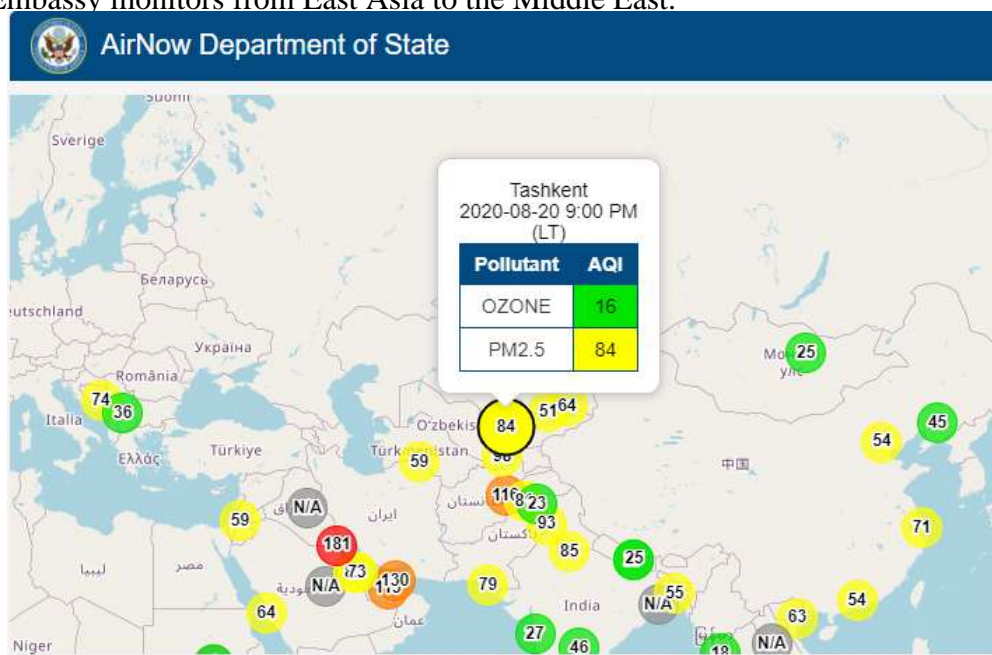 Embassy monitors from East Asia to the Middle East.
AirNow Department of State
Suomi
Sverige
Tashkent
2020-08-20 9:00 PM
(LT)
Pollutant AQI
OZONE 16
PM2.5 84
Беларусь
Україна
România
74
36
Italia
Ελλάς
Türkiye
O'zbekis
84
51
64
25
45
54
Türkmenistan
59
98
中国
59
N/A
ایران
116
23
93
پاکستان
71
181
85
25
ليبيا
مصر
N/A
73
130
79
India
N/A
55
54
64
عمان
63
Niger
27
46
18
N/A